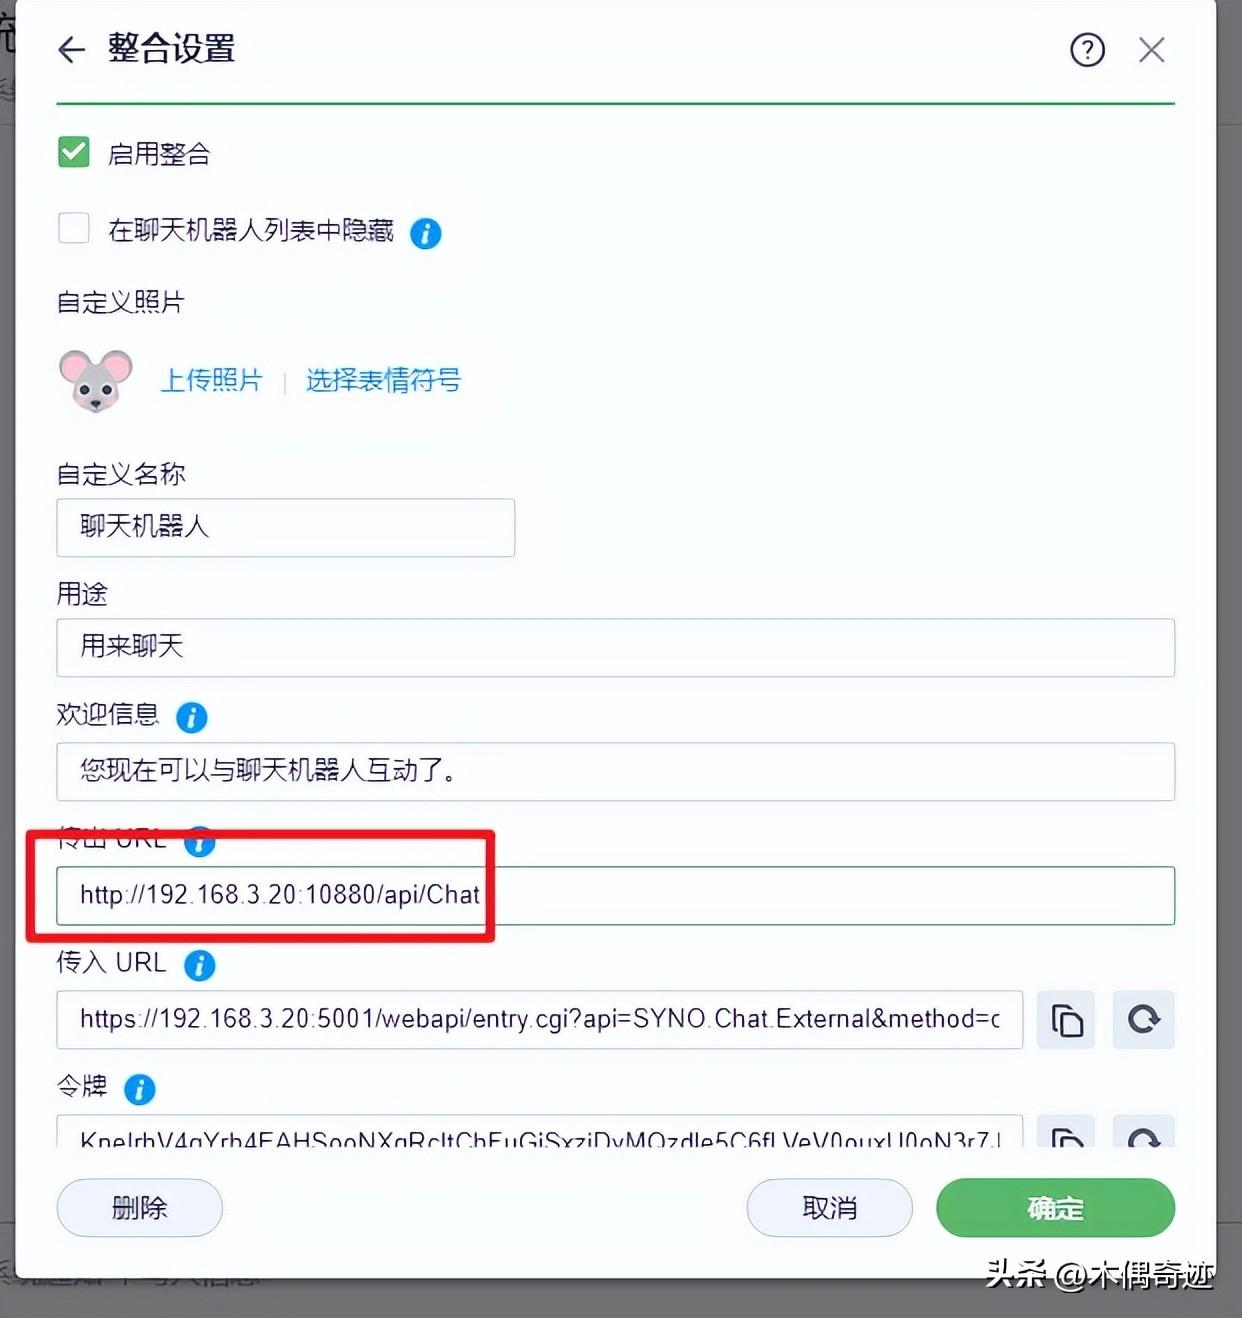 整合设置
启用整合
在聊天机器人列表中隐藏
自定义照片
上传照片 | 选择表情符号
自定义名称
聊天机器人
用途
用来聊天
欢迎信息
您现在可以与聊天机器人互动了。
传出 URL
http://192.168.3.20:10880/api/Chat
传入 URL
https://192.168.3.20:5001/webapi/entry.cgi?api=SYNO.Chat.External&method=c
令牌
删除
取消
确定
头条 @木偶奇迹